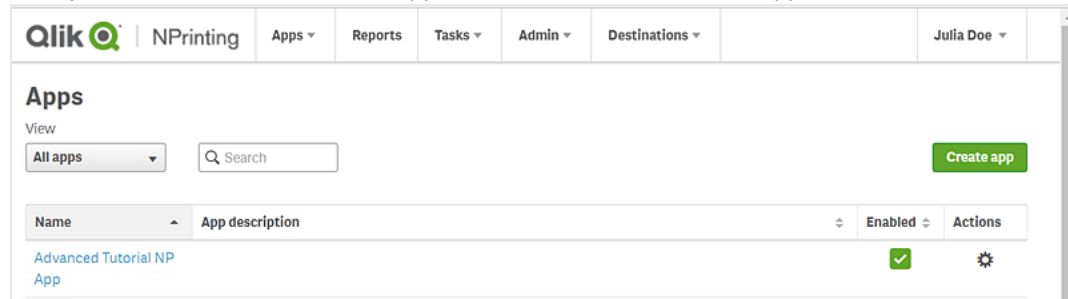 Qlik NPrinting Apps Reports Tasks Admin Destinations Julia Doe
Apps
View
All apps Search Create app
Name App description Enabled Actions
Advanced Tutorial NP
App